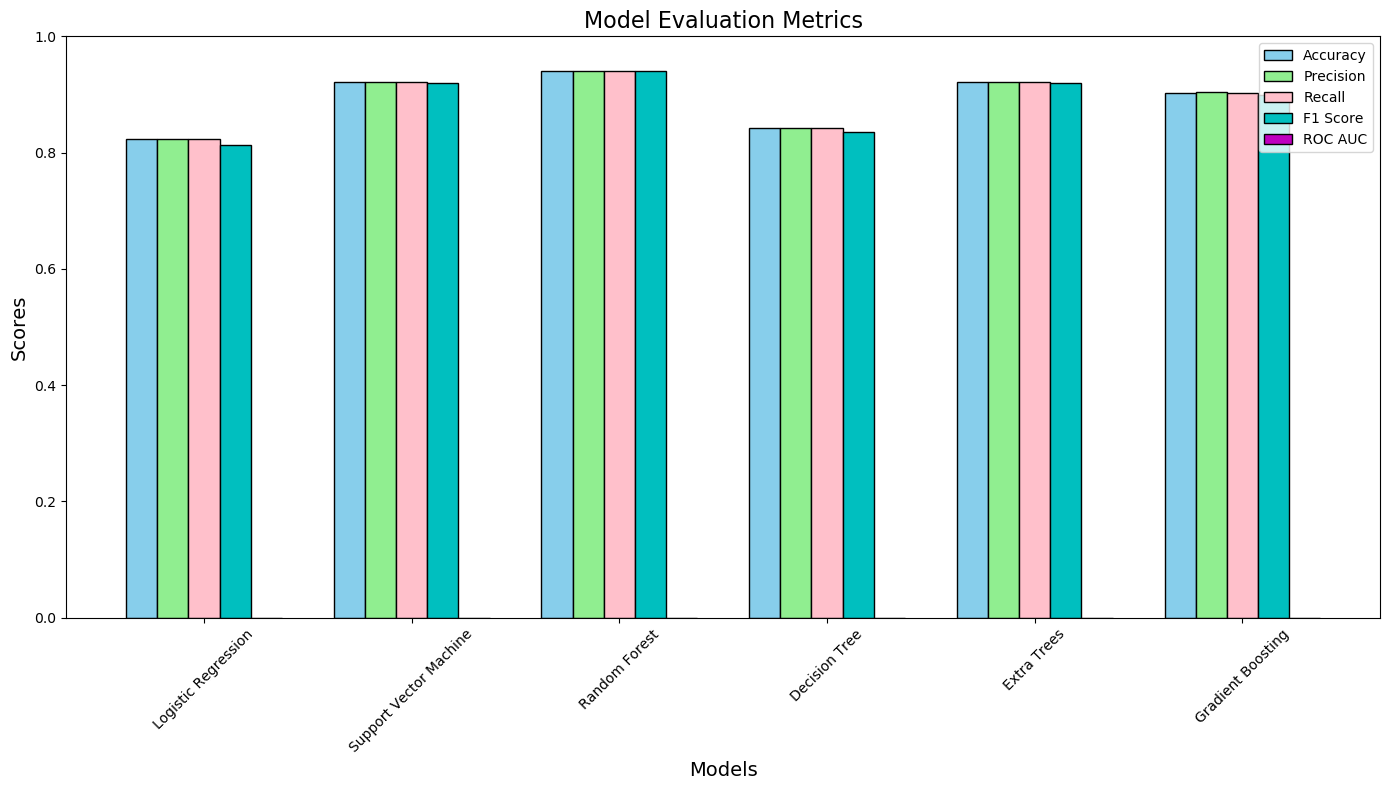 Model Evaluation Metrics
1.0
0.8
0.6
0.4
0.2
0.0
Scores
Accuracy
Precision
Recall
F1 Score
ROC AUC
Logistic Regression
Support Vector Machine
Random Forest
Decision Tree
Extra Trees
Gradient Boosting
Models